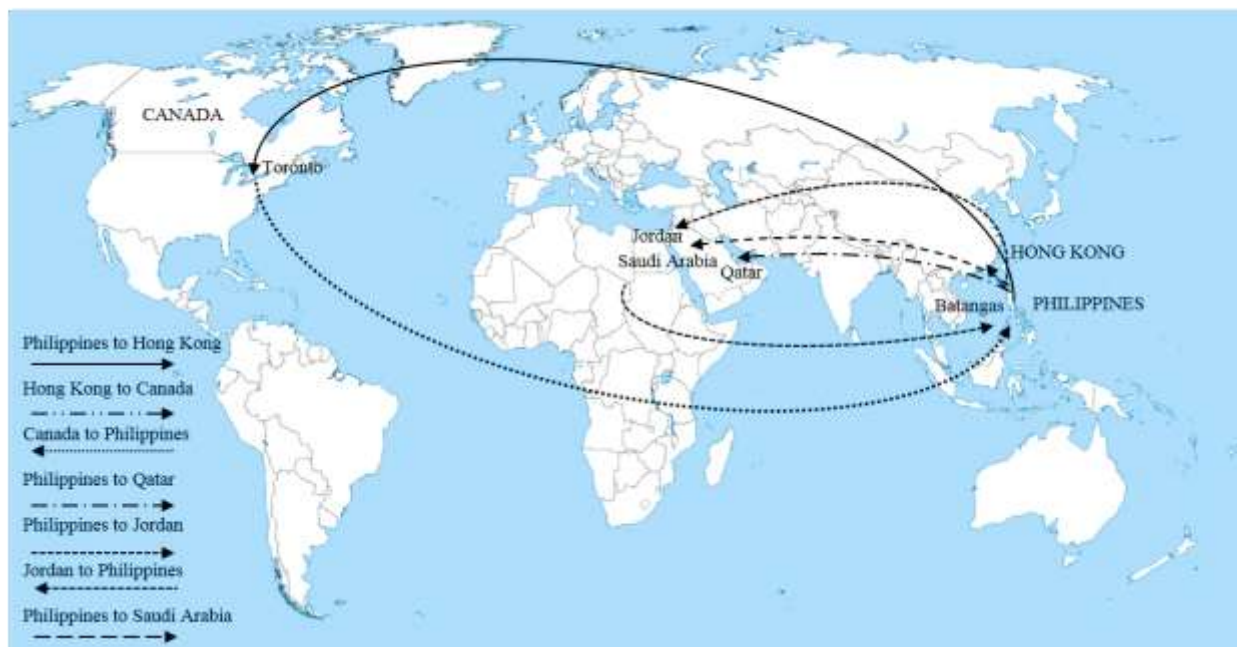 CANADA
Toronto
Jordan
Saudi Arabia
Qatar
HONG KONG
Batangas
PHILIPPINES
Philippines to Hong Kong
Hong Kong to Canada
Canada to Philippines
Philippines to Qatar
Philippines to Jordan
Jordan to Philippines
Philippines to Saudi Arabia